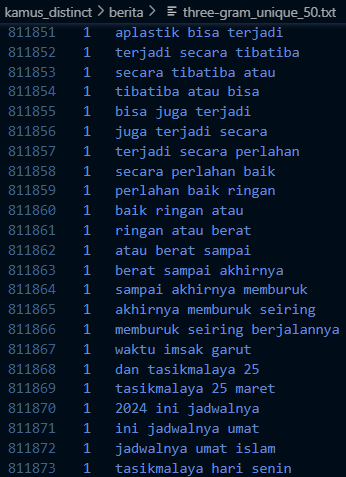 kamus_distinct > berita > three-gram_unique_50.txt
811851 1 aplastik bisa terjadi
811852 1 terjadi secara tibatiba
811853 1 secara tibatiba atau
811854 1 tibatiba atau bisa
811855 1 bisa juga terjadi
811856 1 juga terjadi secara
811857 1 terjadi secara perlahan
811858 1 secara perlahan baik
811859 1 perlahan baik ringan
811860 1 baik ringan atau
811861 1 ringan atau berat
811862 1 atau berat sampai
811863 1 berat sampai akhirnya
811864 1 sampai akhirnya memburuk
811865 1 akhirnya memburuk seiring
811866 1 memburuk seiring berjalannya
811867 1 waktu imsak garut
811868 1 dan tasikmalaya 25
811869 1 tasikmalaya 25 maret
811870 1 2024 ini jadwalnya
811871 1 ini jadwalnya umat
811872 1 jadwalnya umat islam
811873 1 tasikmalaya hari senin